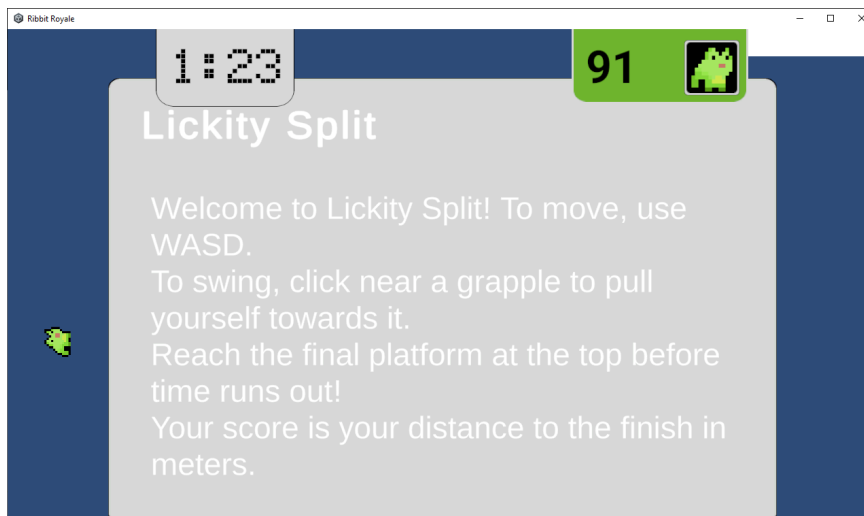 Ribbit Royale
1:23
91
Lickity Split
Welcome to Lickity Split! To move, use
WASD.
To swing, click near a grapple to pull
yourself towards it.
Reach the final platform at the top before
time runs out!
Your score is your distance to the finish in
meters.